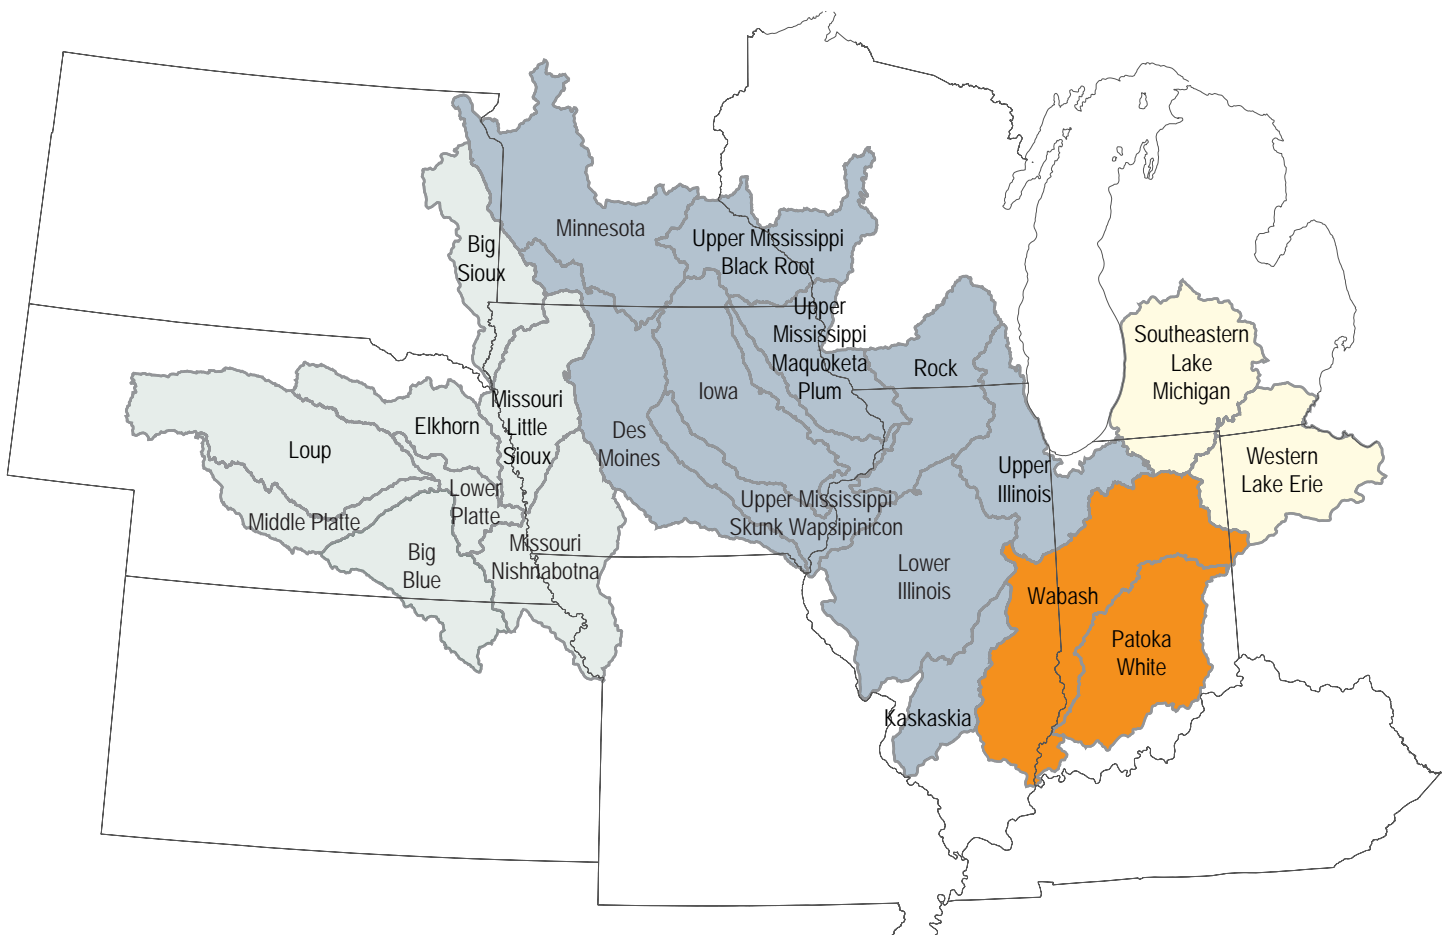 Minnesota
Upper Mississippi
Black Root
Big
Sioux
Upper
Mississippi
Maquoketa
Plum
Rock
Southeastern
Lake
Michigan
Iowa
Missouri
Little
Sioux
Elkhorn
Loup
Des
Moines
Upper
Illinois
Western
Lake Erie
Lower
Platte
Middle Platte
Upper Mississippi
Skunk Wapsipinicon
Big
Blue
Missouri
Nishnabotna
Lower
Illinois
Wabash
Patoka
White
Kaskaskia